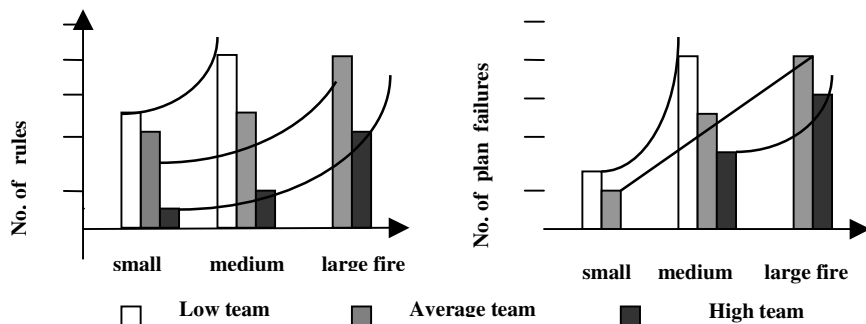 No. of rules
small medium large fire
No. of plan failures
small medium large fire
Low team Average team High team